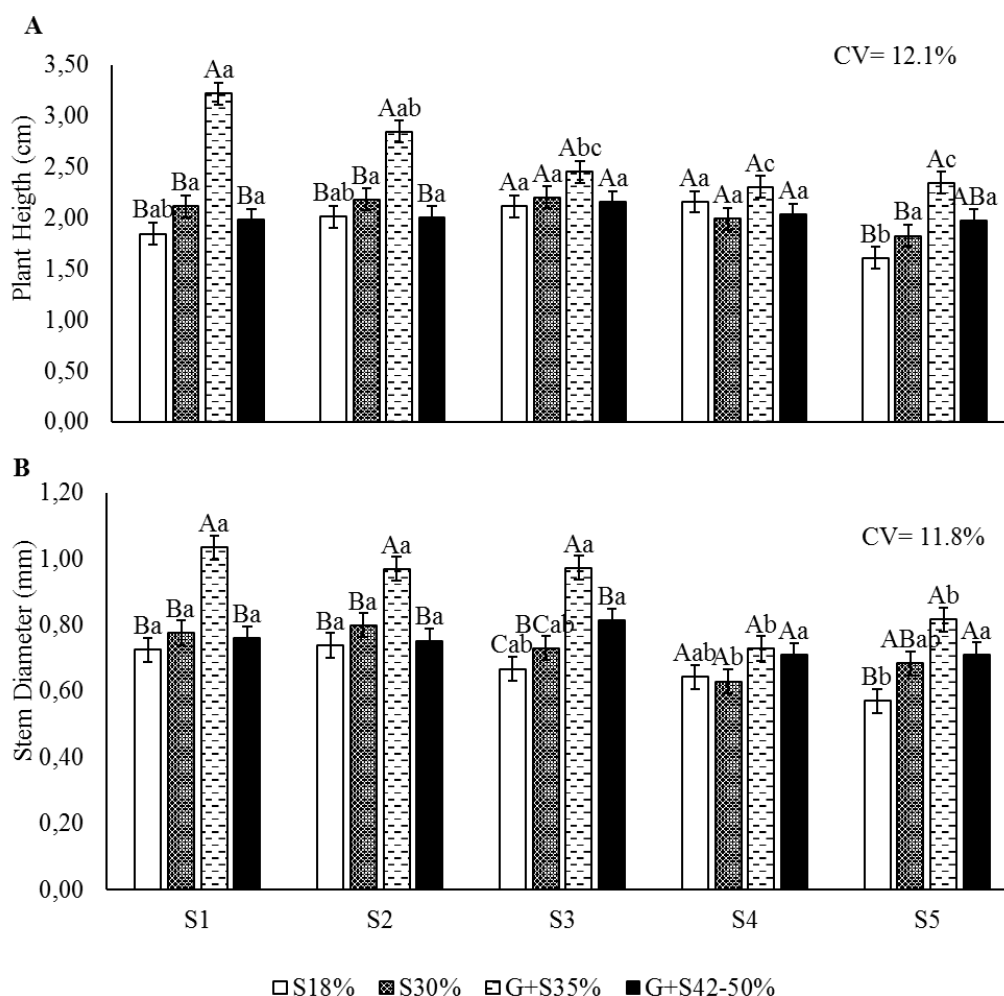 A
CV= 12.1%
Plant Heigth (cm)
3,50
3,00
2,50
2,00
1,50
1,00
0,50
0,00
Bab Ba Aa Ba
Bab Ba Aab Ba
Aa Aa Abc Aa
Aa Aa Ac Aa
Bb Ba Ac ABa
B
CV= 11.8%
Stem Diameter (mm)
1,20
1,00
0,80
0,60
0,40
0,20
0,00
Ba Ba Aa Ba
Ba Ba Aa Ba
Cab BCab Aa Ba
Aab Ab Ab Aa
Bb ABab Ab Aa
S1 S2 S3 S4 S5
S18% S30% G+S35% G+S42-50%